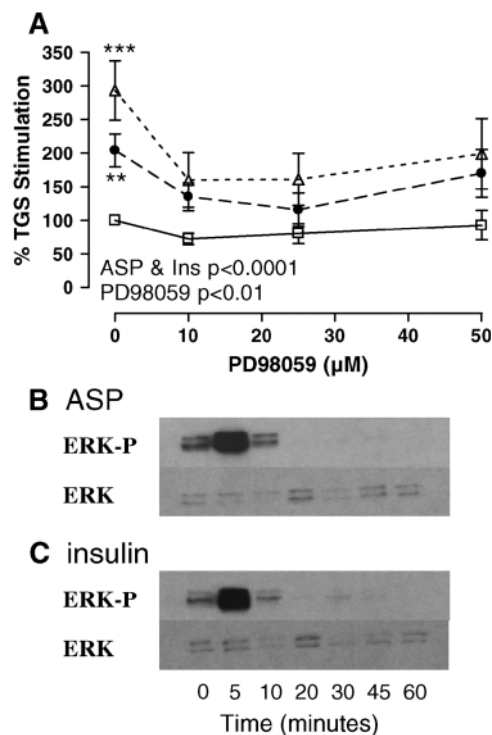 A
***
**
% TGS Stimulation
350
300
250
200
150
100
50
0
ASP & Ins p<0.0001
PD98059 p<0.01
0 10 20 30 40 50
PD98059 (µM)
B ASP
ERK-P
ERK
C insulin
ERK-P
ERK
0 5 10 20 30 45 60
Time (minutes)